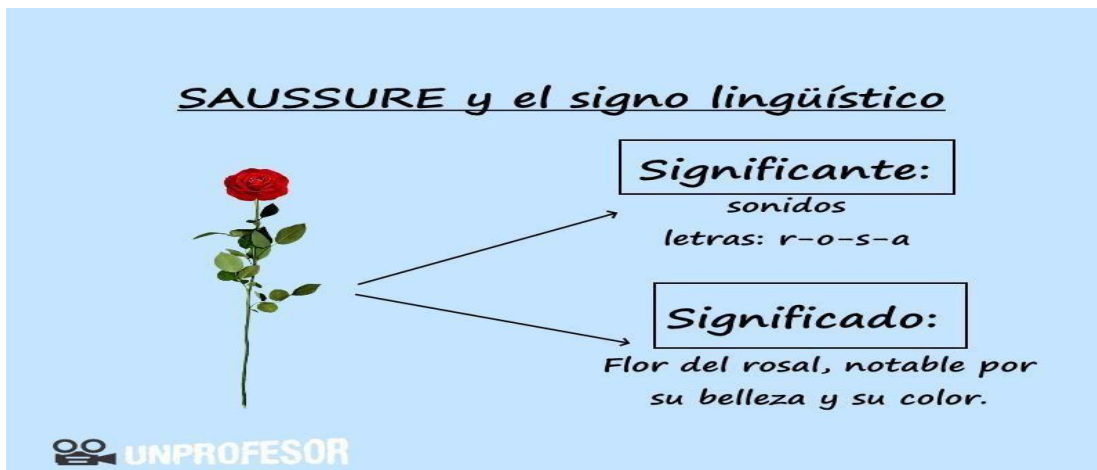 SAUSSURE y el signo lingüístico
Significante:
sonidos
letras: r-o-s-a
Significado:
Flor del rosal, notable por
su belleza y su color.
UNPROFESOR